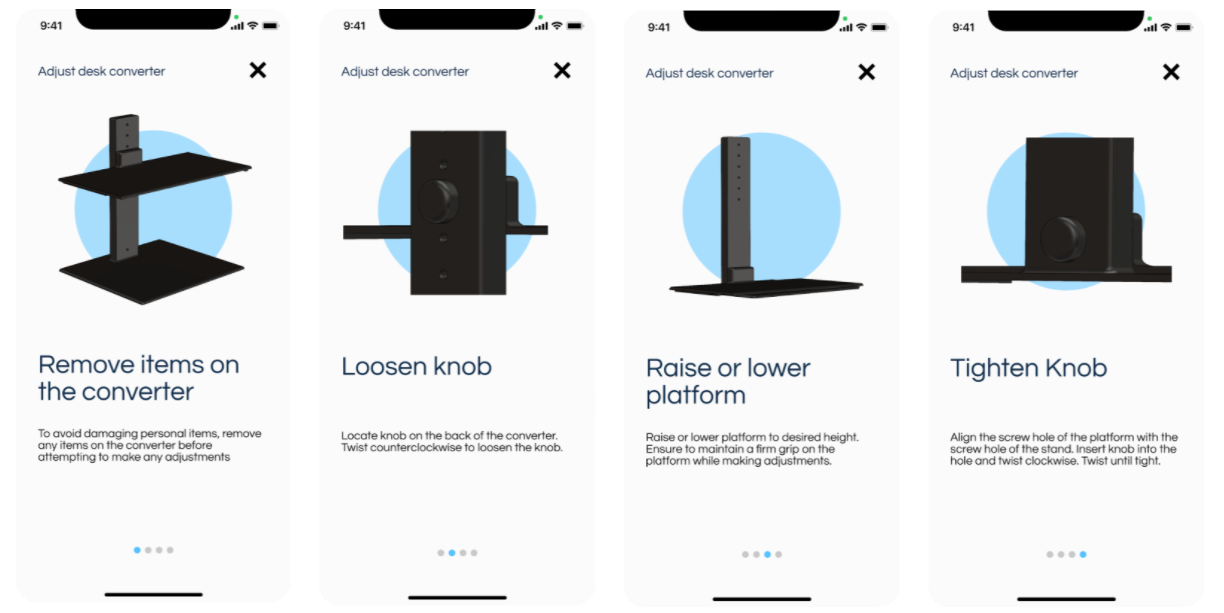 9:41
Adjust desk converter
Remove items on
the converter
To avoid damaging personal items, remove
any items on the converter before
attempting to make any adjustments
9:41
Adjust desk converter
Loosen knob
Locate knob on the back of the converter.
Twist counterclockwise to loosen the knob.
9:41
Adjust desk converter
Raise or lower
platform
Raise or lower platform to desired height.
Ensure to maintain a firm grip on the
platform while making adjustments.
9:41
Adjust desk converter
Tighten Knob
Align the screw hole of the platform with the
screw hole of the stand. Insert knob into the
hole and twist clockwise. Twist until tight.